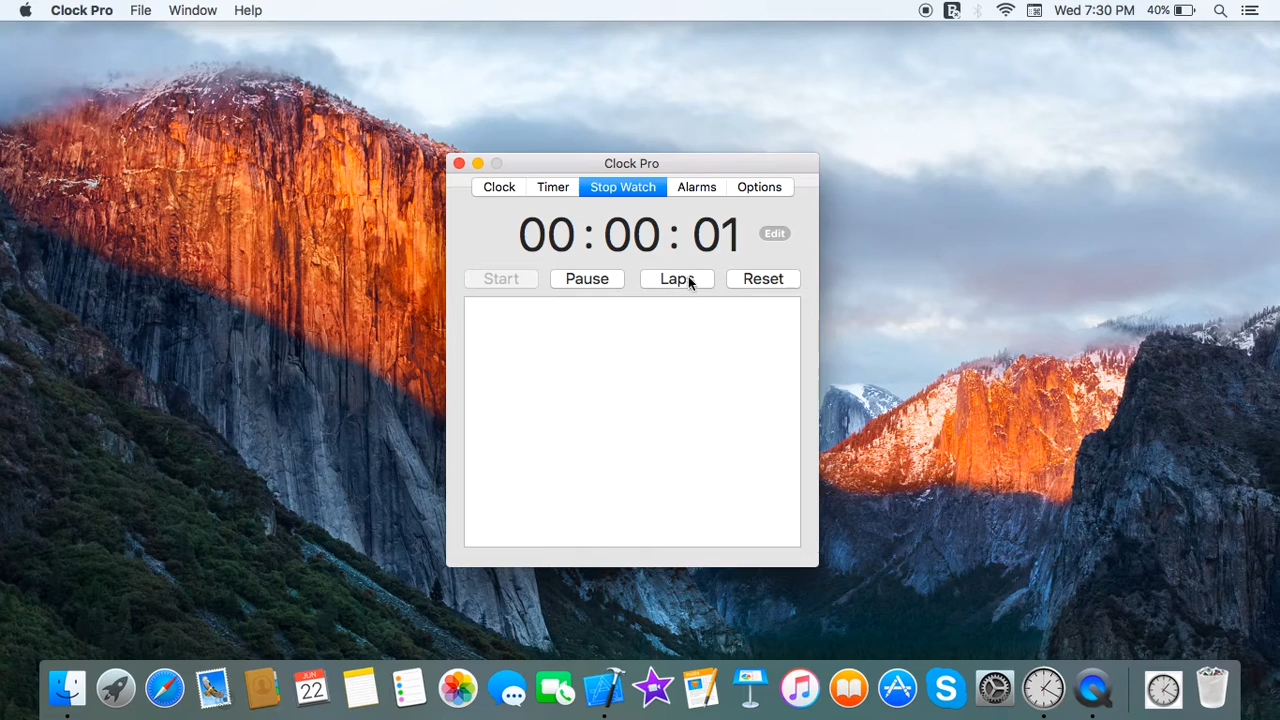 Clock Pro File Window Help Wed 7:30 PM 40%
Clock Pro
Clock Timer Stop Watch Alarms Options
00:00:01 Edit
Start Pause Laps Reset
JUN
22